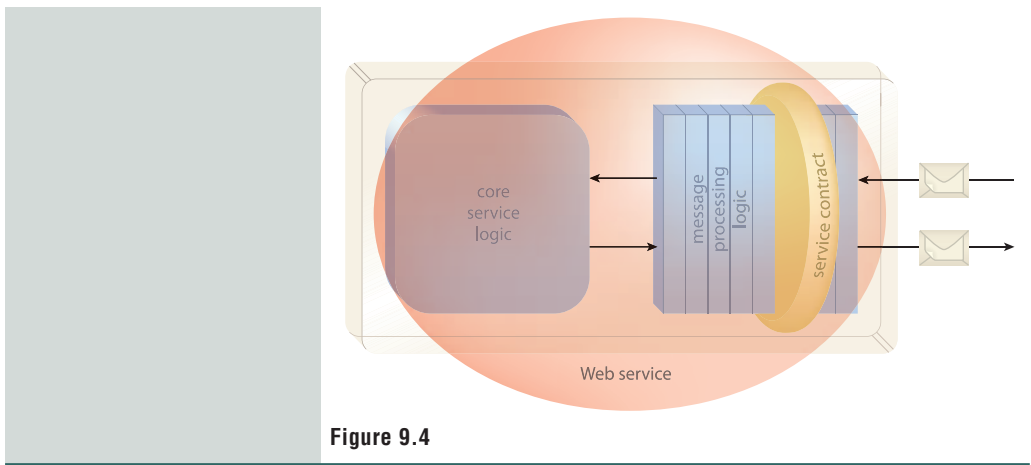 core
service
logic
message
processing
logic
service contract
Web service
Figure 9.4